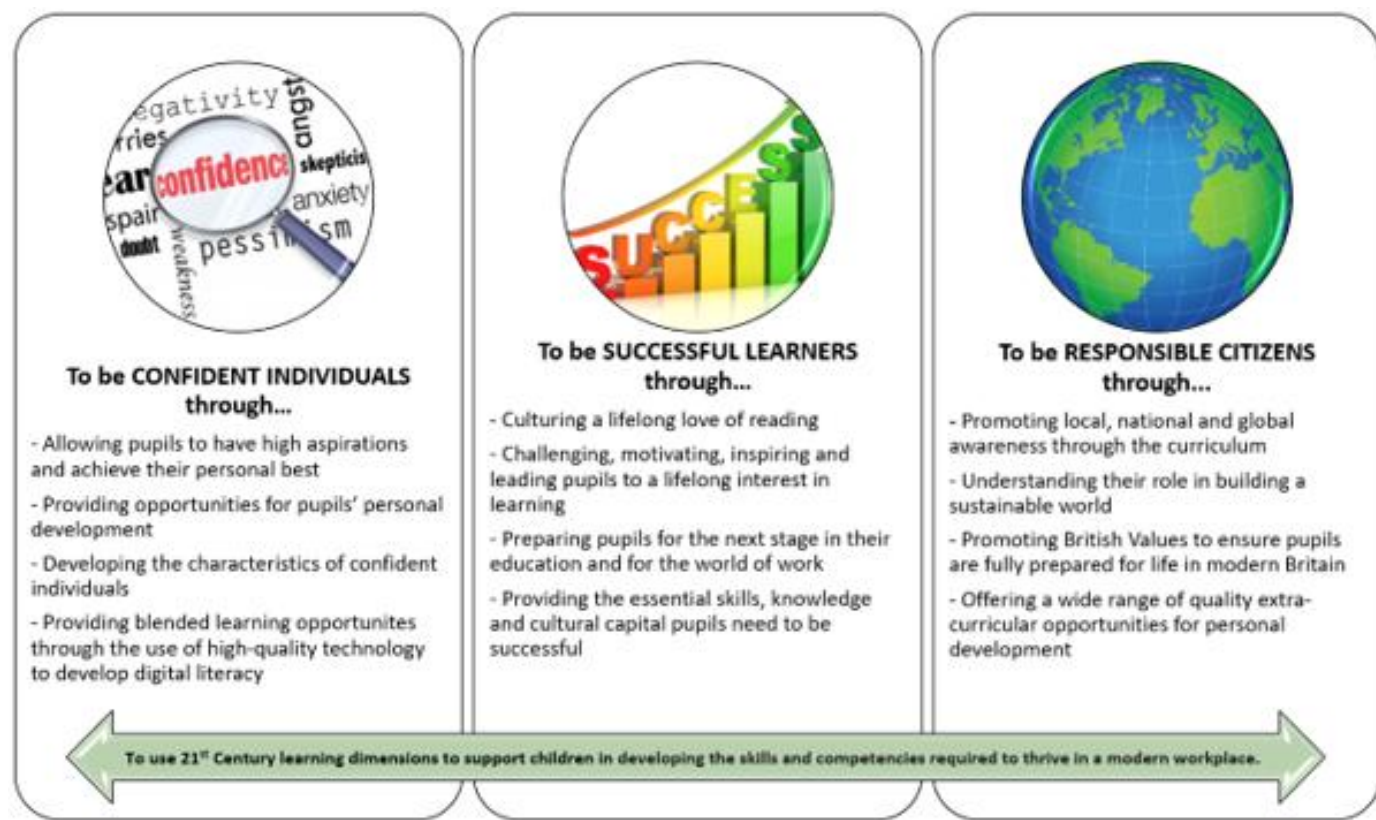 egativity
angst
rries
ear
confidence
skepticis
spair
anxiety
doubt
weakness
pessimism
To be CONFIDENT INDIVIDUALS
through...
- Allowing pupils to have high aspirations
and achieve their personal best
- Providing opportunities for pupils' personal
development
- Developing the characteristics of confident
individuals
- Providing blended learning opportunites
through the use of high-quality technology
to develop digital literacy
SUCCESS
To be SUCCESSFUL LEARNERS
through...
- Culturing a lifelong love of reading
- Challenging, motivating, inspiring and
leading pupils to a lifelong interest in
learning
- Preparing pupils for the next stage in their
education and for the world of work
- Providing the essential skills, knowledge
and cultural capital pupils need to be
successful
To be RESPONSIBLE CITIZENS
through...
- Promoting local, national and global
awareness through the curriculum
- Understanding their role in building a
sustainable world
- Promoting British Values to ensure pupils
are fully prepared for life in modern Britain
- Offering a wide range of quality extra-
curricular opportunities for personal
development
To use 21st Century learning dimensions to support children in developing the skills and competencies required to thrive in a modern workplace.